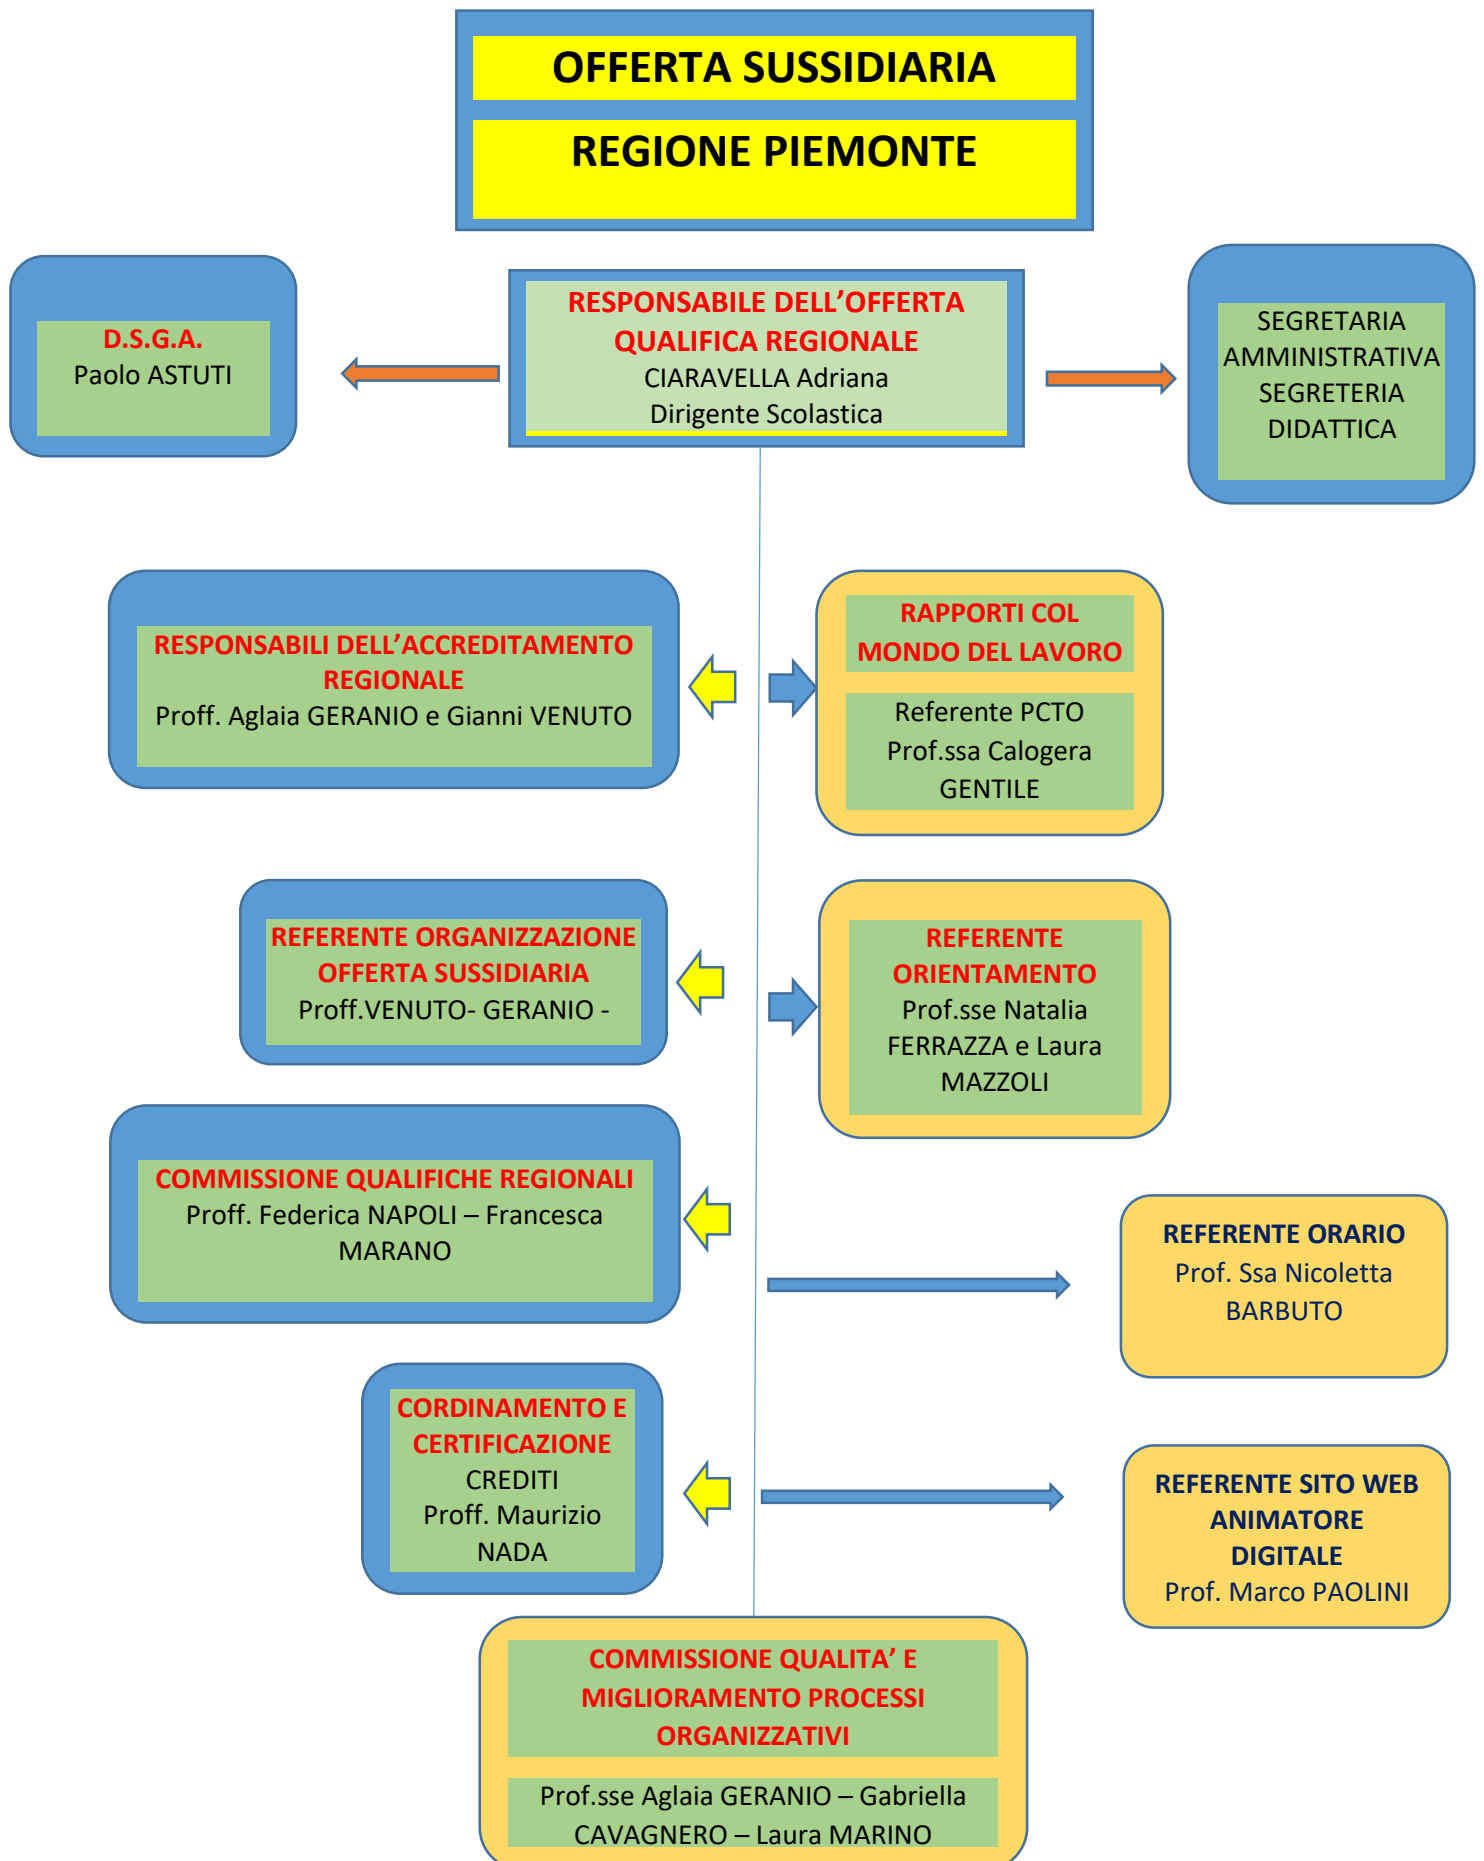 OFFERTA SUSSIDIARIA
REGIONE PIEMONTE
D.S.G.A.
Paolo ASTUTI
RESPONSABILE DELL’OFFERTA
QUALIFICA REGIONALE
CIARAVELLA Adriana
Dirigente Scolastica
SEGRETARIA
AMMINISTRATIVA
SEGRETERIA
DIDATTICA
RESPONSABILI DELL’ACCREDITAMENTO
REGIONALE
Proff. Aglaia GERANIO e Gianni VENUTO
RAPPORTI COL
MONDO DEL LAVORO
Referente PCTO
Prof.ssa Calogera
GENTILE
REFERENTE ORGANIZZAZIONE
OFFERTA SUSSIDIARIA
Proff.VENUTO- GERANIO -
REFERENTE
ORIENTAMENTO
Prof.sse Natalia
FERRAZZA e Laura
MAZZOLI
COMMISSIONE QUALIFICHE REGIONALI
Proff. Federica NAPOLI – Francesca
MARANO
REFERENTE ORARIO
Prof. Ssa Nicoletta
BARBUTO
CORDINAMENTO E
CERTIFICAZIONE
CREDITI
Proff. Maurizio
NADA
REFERENTE SITO WEB
ANIMATORE
DIGITALE
Prof. Marco PAOLINI
COMMISSIONE QUALITA’ E
MIGLIORAMENTO PROCESSI
ORGANIZZATIVI
Prof.sse Aglaia GERANIO – Gabriella
CAVAGNERO – Laura MARINO